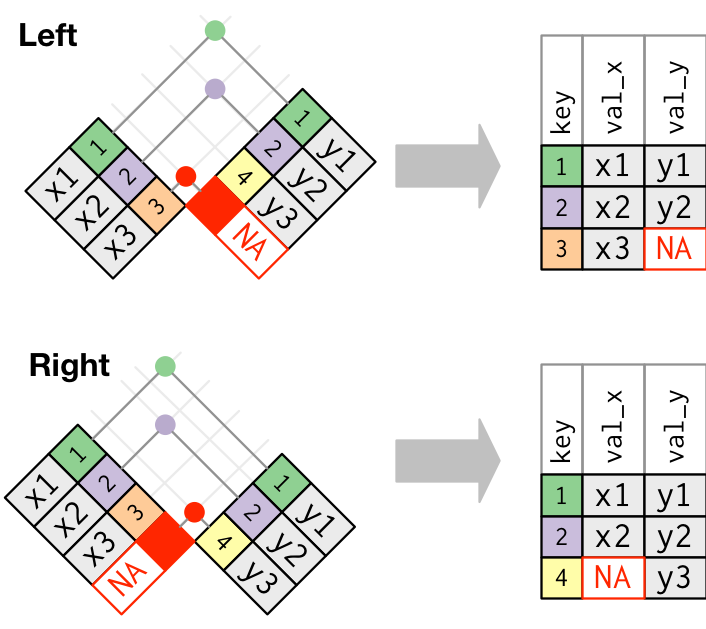 Left
1 x1
2 x2
3 x3
1 y1
2 y2
4 y3
NA
key val_x val_y
1 x1 y1
2 x2 y2
3 x3 NA
Right
1 x1
2 x2
3 x3
NA
1 y1
2 y2
4 y3
key val_x val_y
1 x1 y1
2 x2 y2
4 NA y3